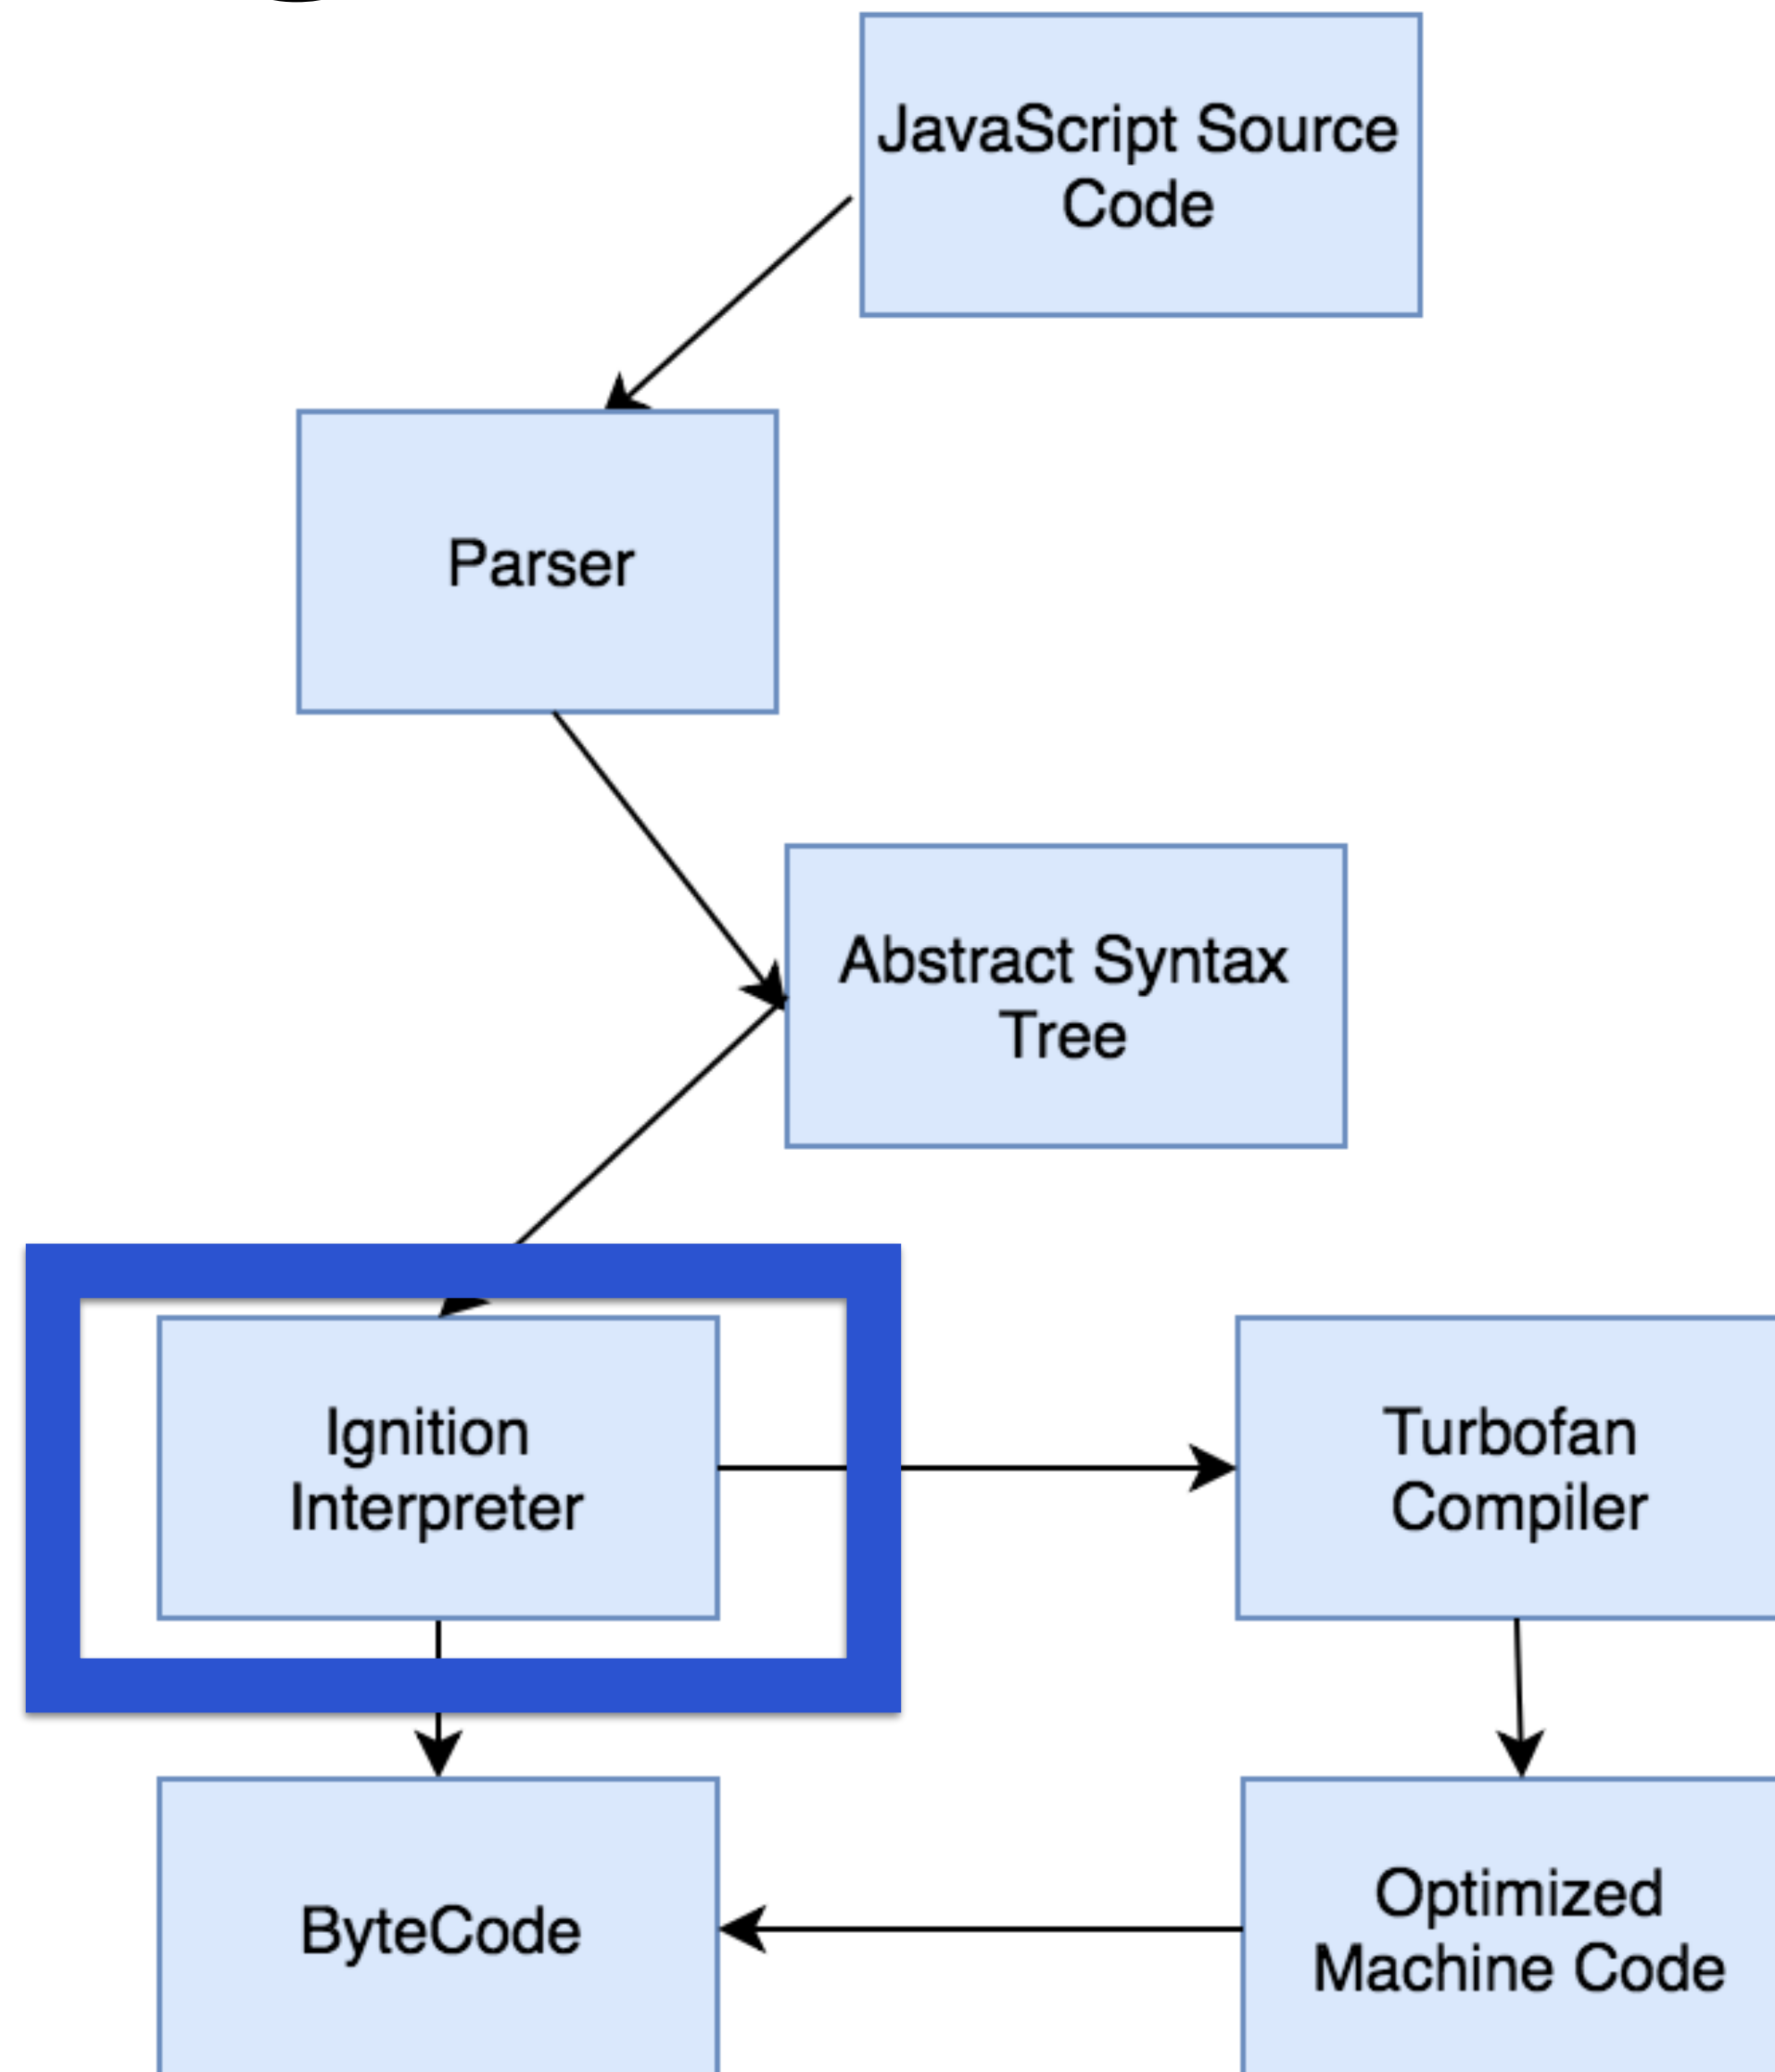 JavaScript Source
Code
Parser
Abstract Syntax
Tree
Ignition
Interpreter
Turbofan
Compiler
ByteCode
Optimized
Machine Code